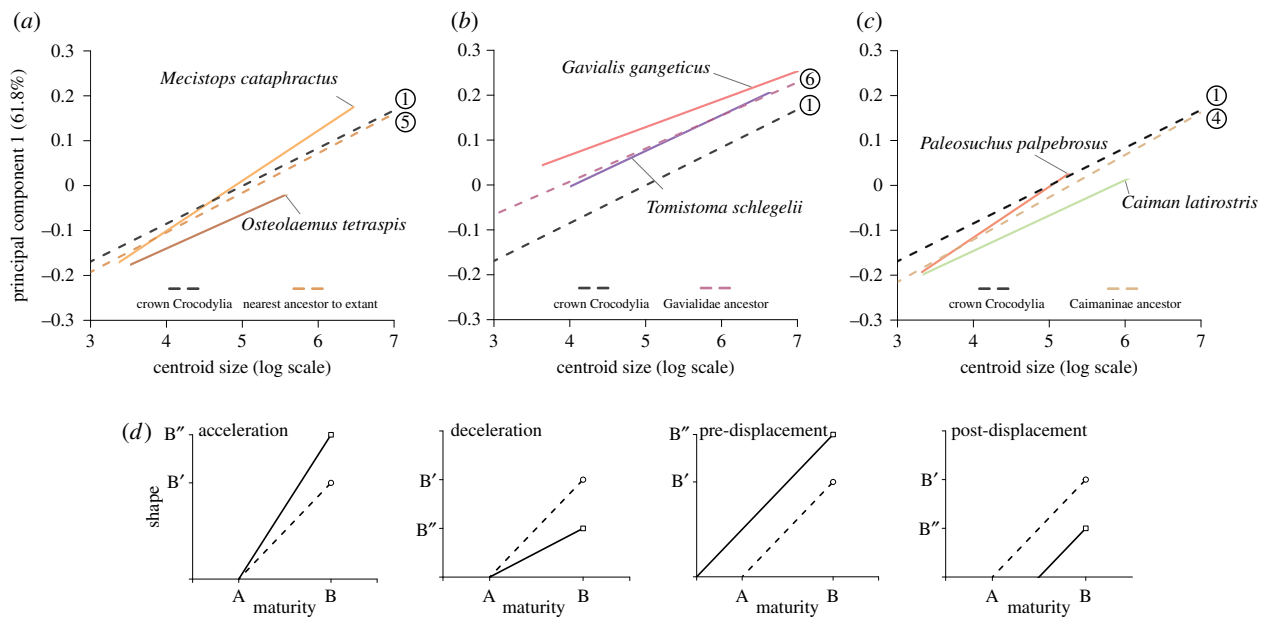 (a)
principal component 1 (61.8%)
0.3
0.2
0.1
0
–0.1
–0.2
–0.3
Mecistops cataphractus
1
5
Osteolaemus tetraspis
crown Crocodylia
nearest ancestor to extant
3
4
5
6
7
centroid size (log scale)
(b)
0.3
0.2
0.1
0
–0.1
–0.2
–0.3
Gavialis gangeticus
6
1
Tomistoma schlegelii
crown Crocodylia
Gavialidae ancestor
3
4
5
6
7
centroid size (log scale)
(c)
0.3
0.2
0.1
0
–0.1
–0.2
–0.3
1
4
Paleosuchus palpebrosus
Caiman latirostris
crown Crocodylia
Caimaninae ancestor
3
4
5
6
7
centroid size (log scale)
(d)
acceleration
B″
B′
shape
A
maturity
B
deceleration
B′
B″
A
maturity
B
pre-displacement
B″
B′
A
maturity
B
post-displacement
B′
B″
A
maturity
B